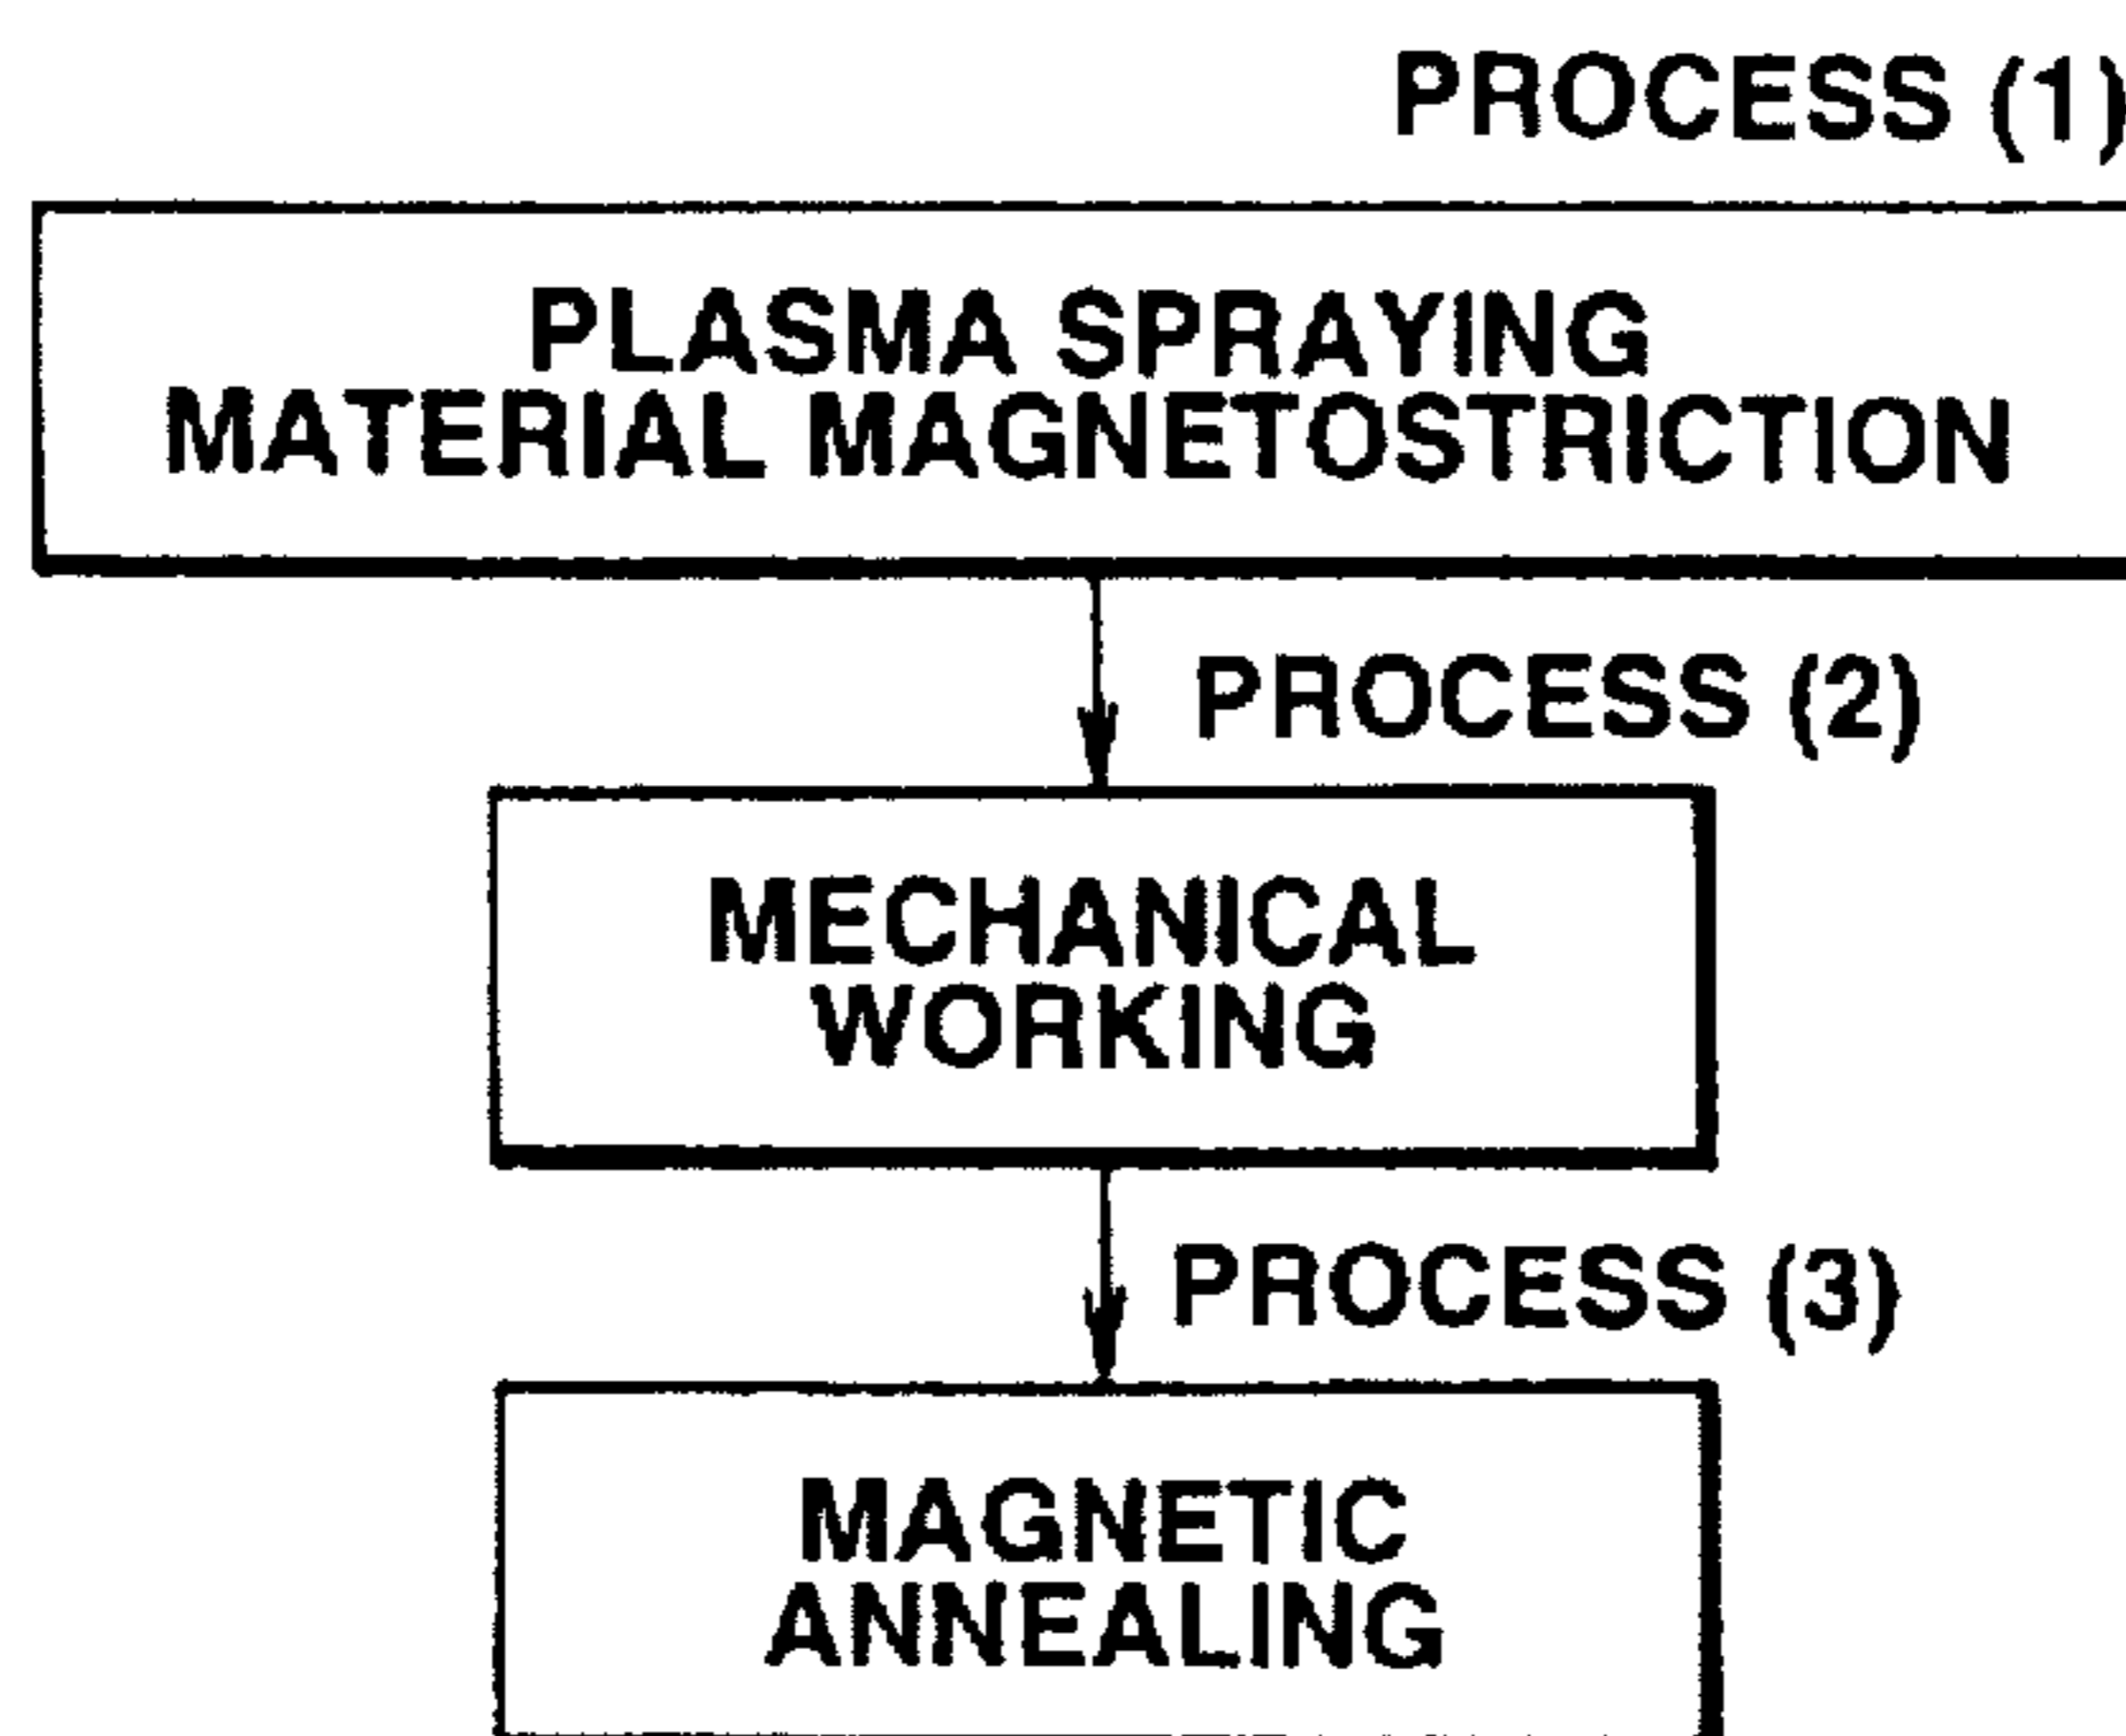 PROCESS (1)
PLASMA SPRAYING
MATERIAL MAGNETOSTRICTION
PROCESS (2)
MECHANICAL
WORKING
PROCESS (3)
MAGNETIC
ANNEALING